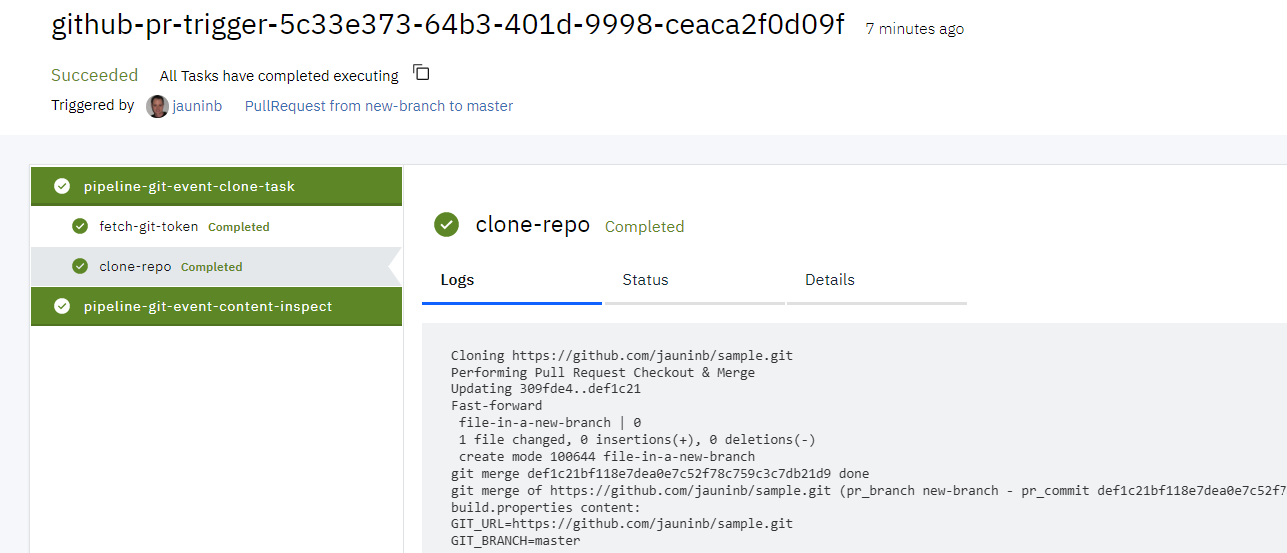 github-pr-trigger-5c33e373-64b3-401d-9998-ceaca2f0d09f 7 minutes ago
Succeeded All Tasks have completed executing
Triggered by jauninb PullRequest from new-branch to master
pipeline-git-event-clone-task
fetch-git-token Completed
clone-repo Completed
pipeline-git-event-content-inspect
clone-repo Completed
Logs Status Details
Cloning https://github.com/jauninb/sample.git
Performing Pull Request Checkout & Merge
Updating 309fde4..def1c21
Fast-forward
file-in-a-new-branch | 0
1 file changed, 0 insertions(+), 0 deletions(-)
create mode 100644 file-in-a-new-branch
git merge def1c21bf118e7dea0e7c52f78c759c3c7db21d9 done
git merge of https://github.com/jauninb/sample.git (pr_branch new-branch - pr_commit def1c21bf118e7dea0e7c52f7
build.properties content:
GIT_URL=https://github.com/jauninb/sample.git
GIT_BRANCH=master